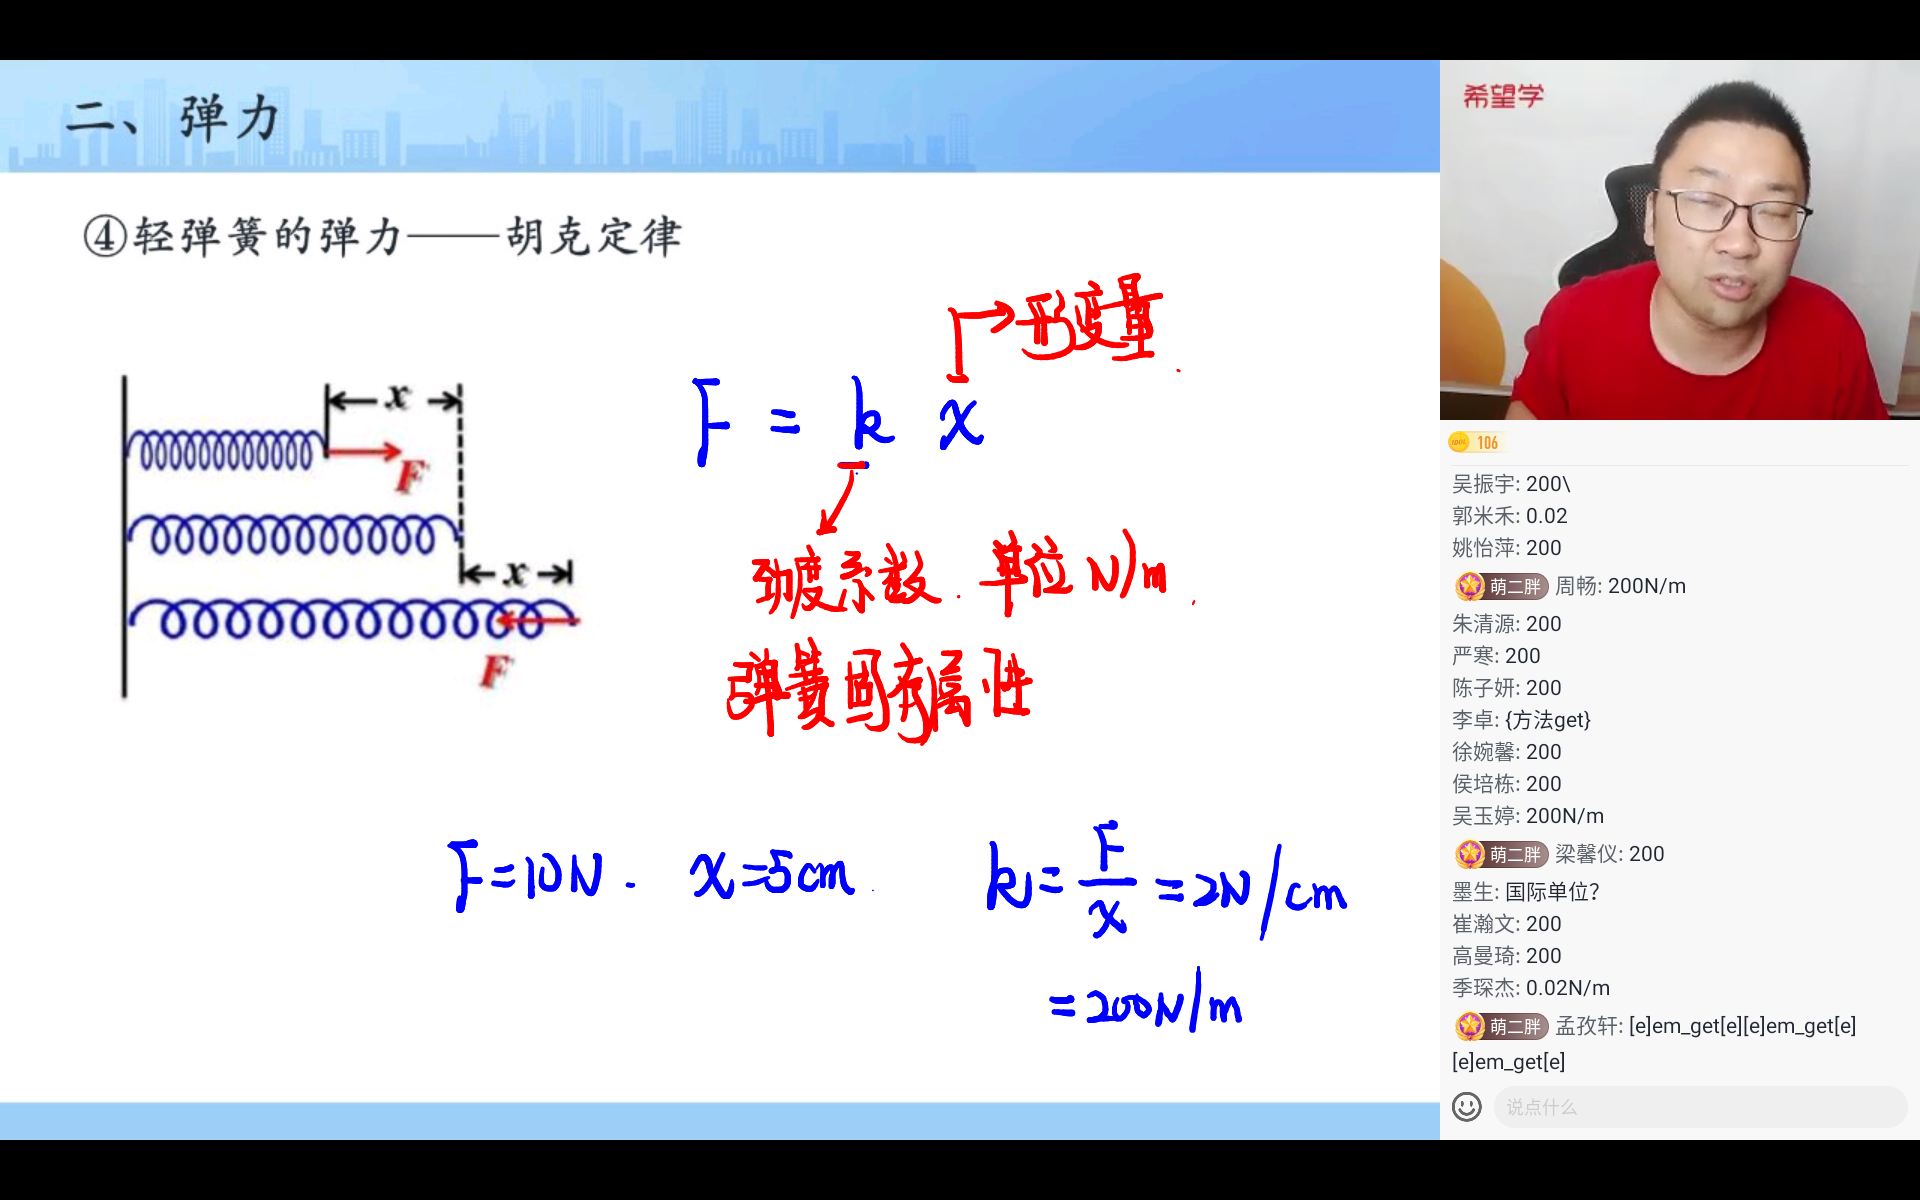 二、弹力
④轻弹簧的弹力——胡克定律
x
F
x
F
形变量
F = k x
劲度系数. 单位 N/m
弹簧固有属性
F=10N. x=5cm k=F/x=2N/cm
=200N/m
希望学
106
吴振宇: 200\
郭米禾: 0.02
姚怡萍: 200
萌二胖 周畅: 200N/m
朱清源: 200
严寒: 200
陈子妍: 200
李卓: {方法get}
徐婉馨: 200
侯培栋: 200
吴玉婷: 200N/m
萌二胖 梁馨仪: 200
墨生: 国际单位？
崔瀚文: 200
高曼琦: 200
季琛杰: 0.02N/m
萌二胖 孟孜轩: [e]em_get[e][e]em_get[e]
[e]em_get[e]
说点什么